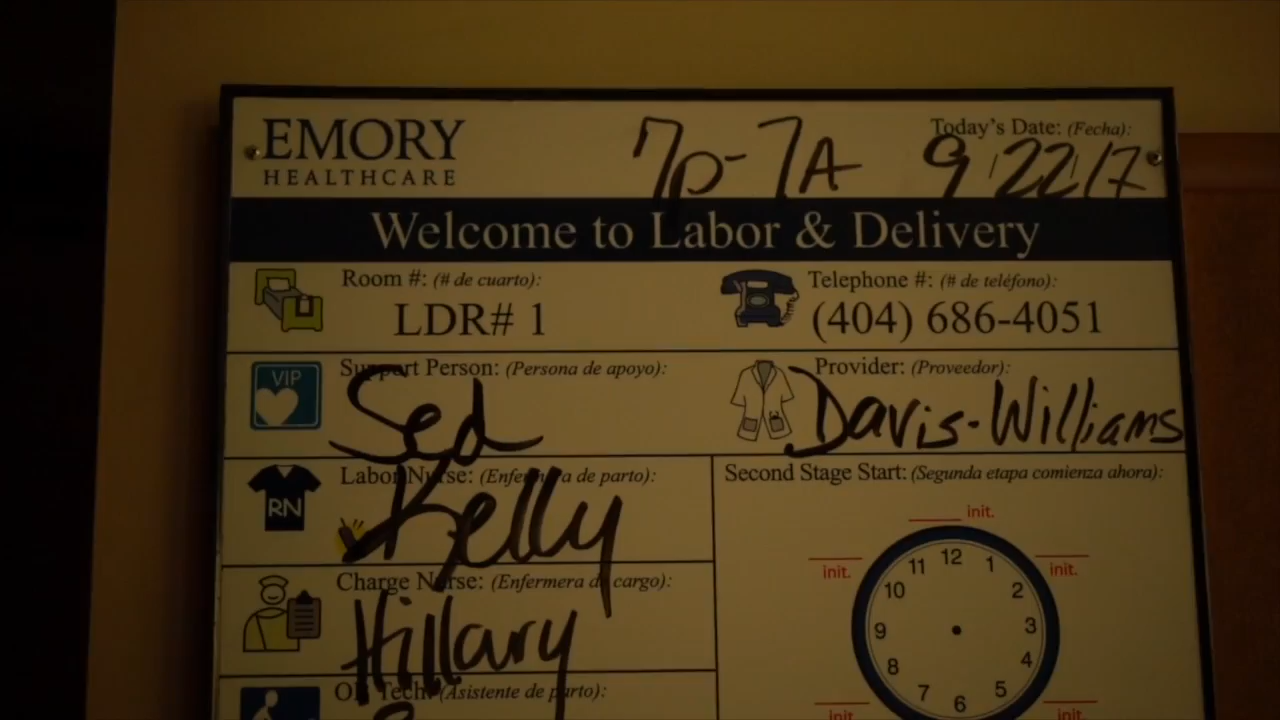 EMORY
HEALTHCARE
7p-7A
Today's Date: (Fecha):
9/22/17
Welcome to Labor & Delivery
Room #: (# de cuarto):
LDR# 1
Telephone #: (# de teléfono):
(404) 686-4051
VIP
Support Person: (Persona de apoyo):
Sed
Provider: (Proveedor):
Davis-Williams
RN
Labor Nurse: (Enfermera de parto):
Kelly
Charge Nurse: (Enfermera de cargo):
Hillary
OB Tech: (Asistente de parto):
Second Stage Start: (Segunda etapa comienza ahora):
init.
init.
init.
12
11 1
10 2
9 3
8 4
7 5
6
init.
init.